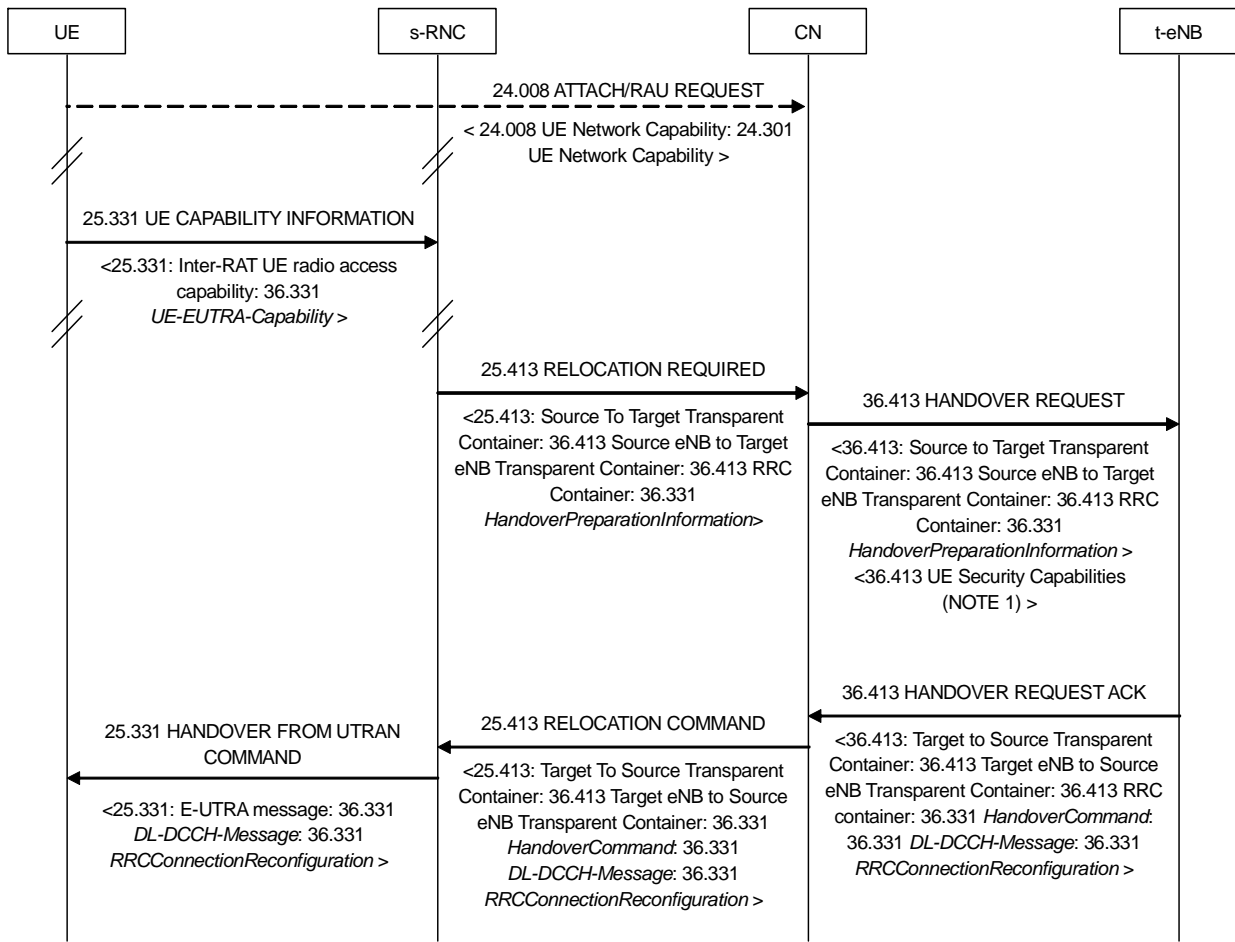 UE
s-RNC
CN
t-eNB
24.008 ATTACH/RAU REQUEST
< 24.008 UE Network Capability: 24.301
UE Network Capability >
25.331 UE CAPABILITY INFORMATION
<25.331: Inter-RAT UE radio access
capability: 36.331
UE-EUTRA-Capability >
25.413 RELOCATION REQUIRED
<25.413: Source To Target Transparent
Container: 36.413 Source eNB to Target
eNB Transparent Container: 36.413 RRC
Container: 36.331
HandoverPreparationInformation>
36.413 HANDOVER REQUEST
<36.413: Source to Target Transparent
Container: 36.413 Source eNB to Target
eNB Transparent Container: 36.413 RRC
Container: 36.331
HandoverPreparationInformation >
<36.413 UE Security Capabilities
(NOTE 1) >
36.413 HANDOVER REQUEST ACK
<36.413: Target to Source Transparent
Container: 36.413 Target eNB to Source
eNB Transparent Container: 36.413 RRC
container: 36.331 HandoverCommand:
36.331 DL-DCCH-Message: 36.331
RRCConnectionReconfiguration >
25.413 RELOCATION COMMAND
<25.413: Target To Source Transparent
Container: 36.413 Target eNB to Source
eNB Transparent Container: 36.331
HandoverCommand: 36.331
DL-DCCH-Message: 36.331
RRCConnectionReconfiguration >
25.331 HANDOVER FROM UTRAN
COMMAND
<25.331: E-UTRA message: 36.331
DL-DCCH-Message: 36.331
RRCConnectionReconfiguration >